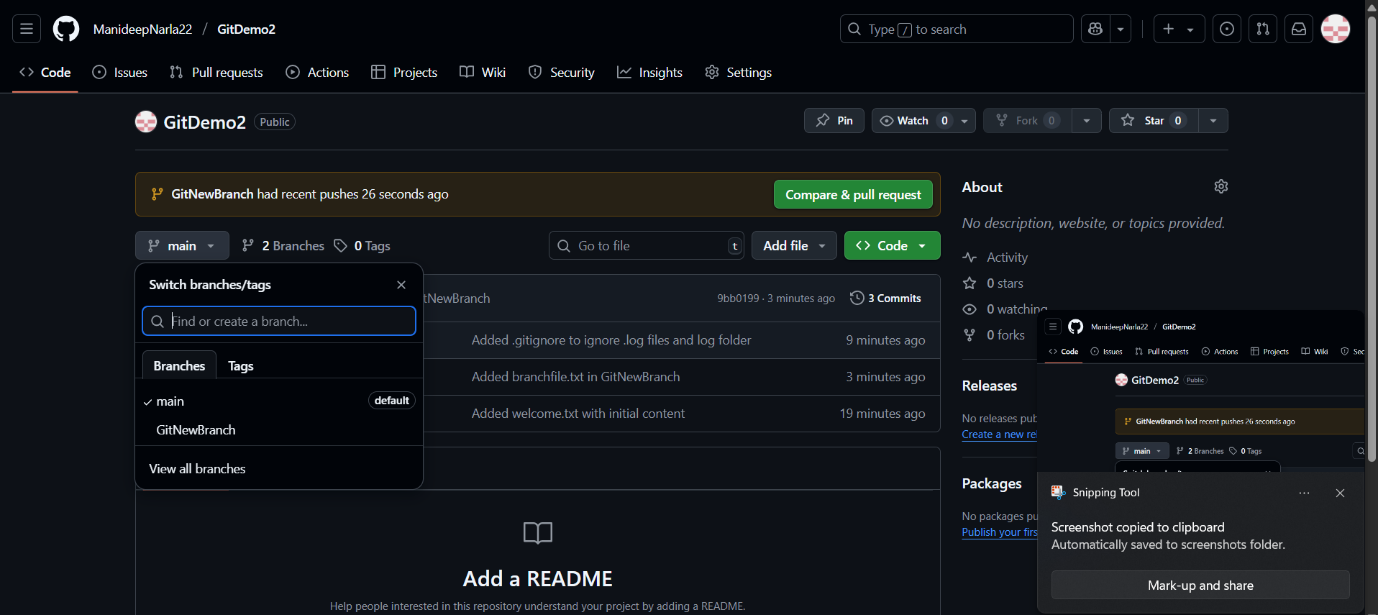 ManideepNarla22 / GitDemo2
Type / to search
Code Issues Pull requests Actions Projects Wiki Security Insights Settings
GitDemo2 Public
Pin Watch 0 Fork 0 Star 0
GitNewBranch had recent pushes 26 seconds ago
Compare & pull request
main 2 Branches 0 Tags
Go to file t
Add file
Code
Switch branches/tags
Find or create a branch...
Branches Tags
main default
GitNewBranch
View all branches
tNewBranch 9bb0199 · 3 minutes ago 3 Commits
Added .gitignore to ignore .log files and log folder 9 minutes ago
Added branchfile.txt in GitNewBranch 3 minutes ago
Added welcome.txt with initial content 19 minutes ago
Add a README
Help people interested in this repository understand your project by adding a README.
About
No description, website, or topics provided.
Activity
0 stars
0 watching
0 forks
Releases
No releases pub
Create a new rel
Packages
No packages pu
Publish your firs
ManideepNarla22 / GitDemo2
Code Issues Pull requests Actions Projects Wiki Sec
GitDemo2 Public
GitNewBranch had recent pushes 26 seconds ago
main 2 Branches 0 Tags
Snipping Tool
Screenshot copied to clipboard
Automatically saved to screenshots folder.
Mark-up and share